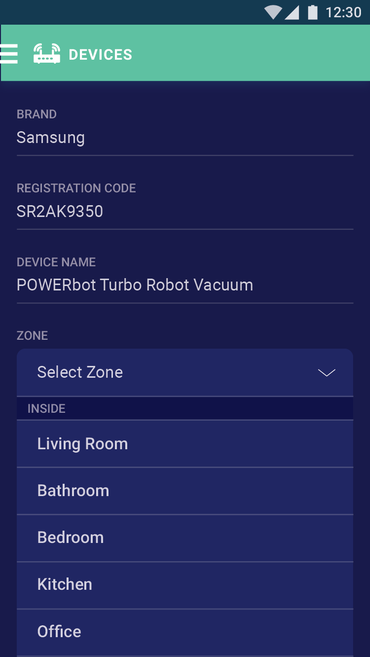 12:30
DEVICES
BRAND
Samsung
REGISTRATION CODE
SR2AK9350
DEVICE NAME
POWERbot Turbo Robot Vacuum
ZONE
Select Zone
INSIDE
Living Room
Bathroom
Bedroom
Kitchen
Office